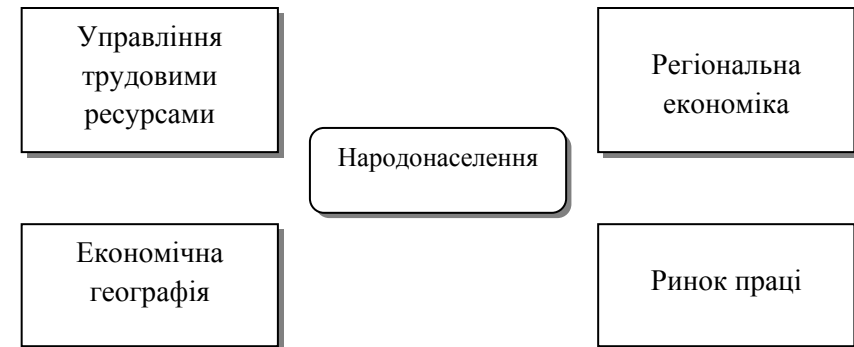 Управління
трудовими
ресурсами
Регіональна
економіка
Народонаселення
Економічна
географія
Ринок праці